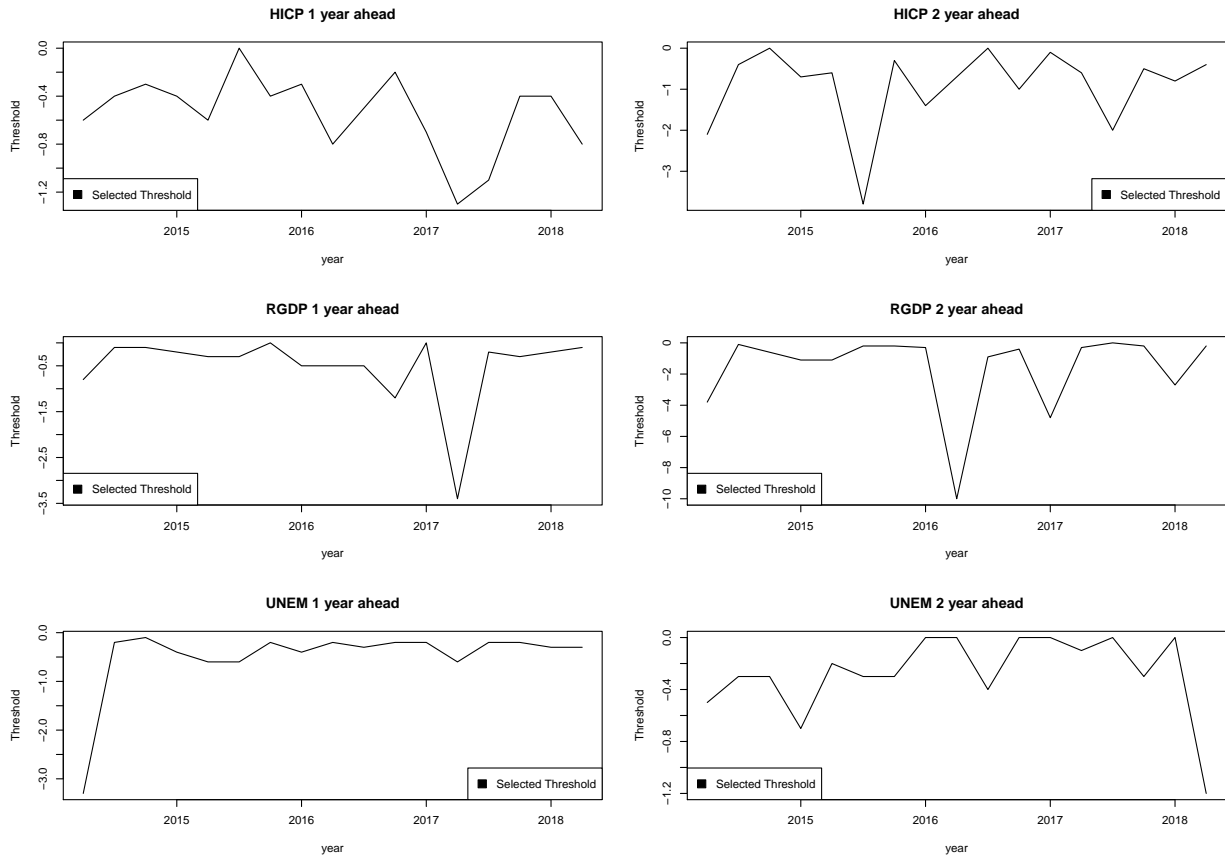 HICP 1 year ahead
Threshold
0.0
−0.4
−0.8
−1.2
Selected Threshold
2015 2016 2017 2018
year
HICP 2 year ahead
Threshold
0
−1
−2
−3
Selected Threshold
2015 2016 2017 2018
year
RGDP 1 year ahead
Threshold
−0.5
−1.5
−2.5
−3.5
Selected Threshold
2015 2016 2017 2018
year
RGDP 2 year ahead
Threshold
0
−2
−4
−6
−8
−10
Selected Threshold
2015 2016 2017 2018
year
UNEM 1 year ahead
Threshold
0.0
−1.0
−2.0
−3.0
Selected Threshold
2015 2016 2017 2018
year
UNEM 2 year ahead
Threshold
0.0
−0.4
−0.8
−1.2
Selected Threshold
2015 2016 2017 2018
year